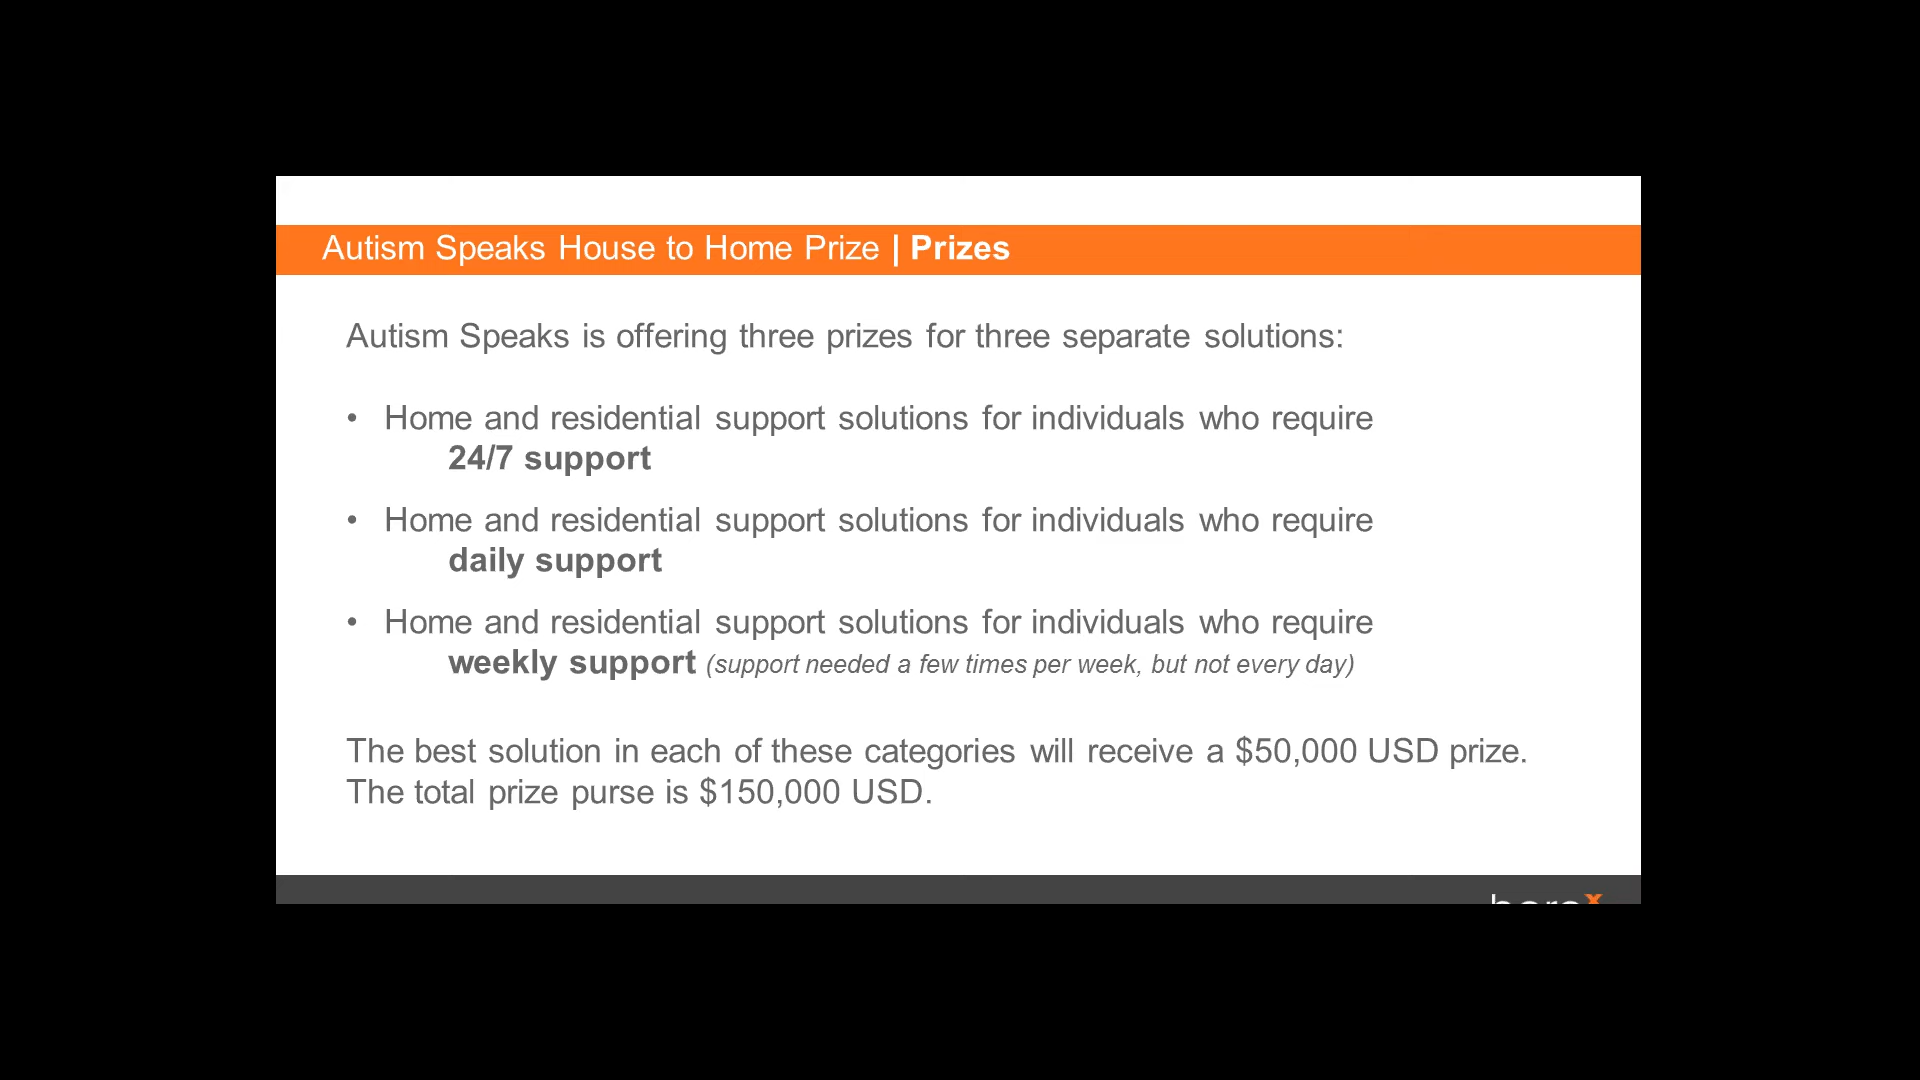 Autism Speaks House to Home Prize | Prizes
Autism Speaks is offering three prizes for three separate solutions:
• Home and residential support solutions for individuals who require
24/7 support
• Home and residential support solutions for individuals who require
daily support
• Home and residential support solutions for individuals who require
weekly support (support needed a few times per week, but not every day)
The best solution in each of these categories will receive a $50,000 USD prize.
The total prize purse is $150,000 USD.